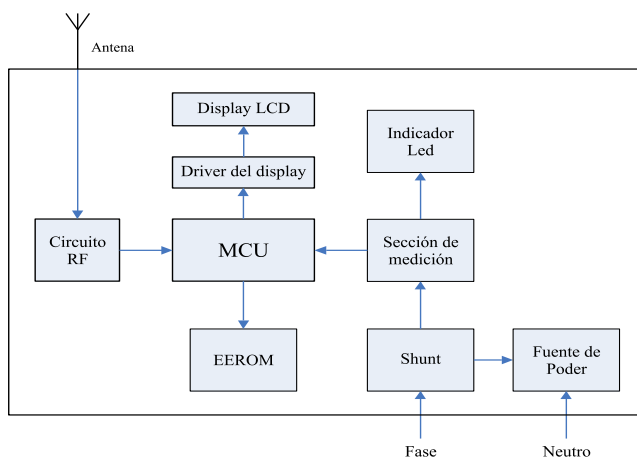 Antena
Display LCD
Indicador
Led
Driver del display
Circuito
RF
MCU
Sección de
medición
EEROM
Shunt
Fuente de
Poder
Fase
Neutro